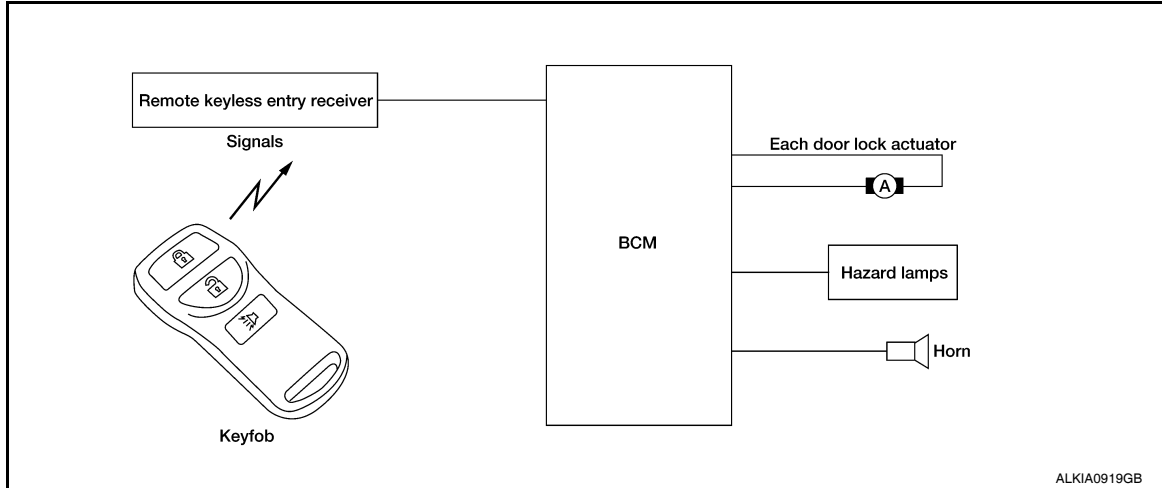 Remote keyless entry receiver
Signals
Each door lock actuator
A
BCM
Hazard lamps
Horn
Keyfob
ALKIA0919GB